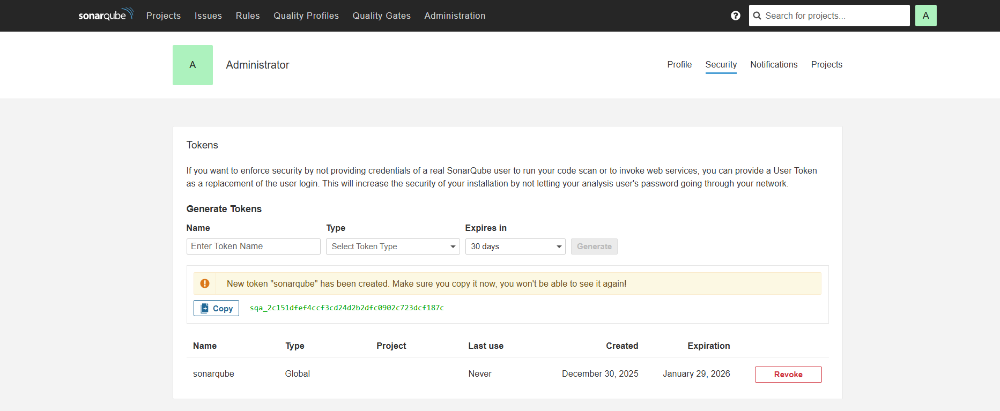 sonarqube Projects Issues Rules Quality Profiles Quality Gates Administration Search for projects... A
A Administrator Profile Security Notifications Projects
Tokens
If you want to enforce security by not providing credentials of a real SonarQube user to run your code scan or to invoke web services, you can provide a User Token
as a replacement of the user login. This will increase the security of your installation by not letting your analysis user's password going through your network.
Generate Tokens
Name Type Expires in
Enter Token Name Select Token Type 30 days Generate
New token "sonarqube" has been created. Make sure you copy it now, you won't be able to see it again!
Copy sqa_2c151dfef4ccf3cd24d2b2dfc0902c723dcf187c
Name Type Project Last use Created Expiration
sonarqube Global Never December 30, 2025 January 29, 2026 Revoke